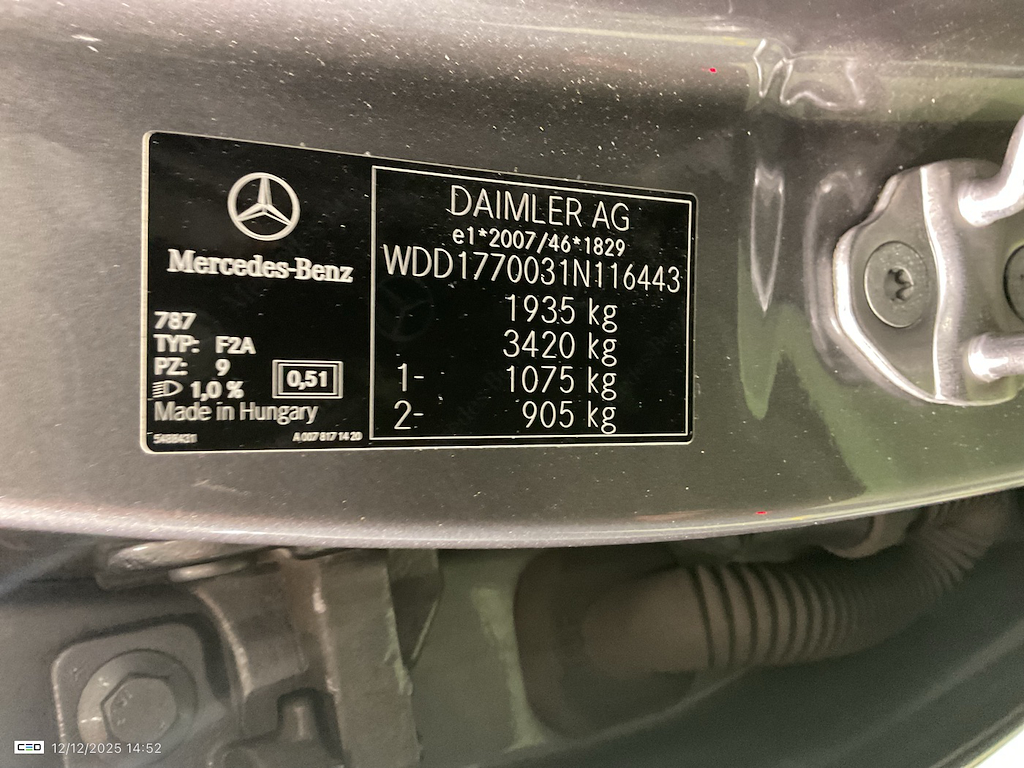 Mercedes-Benz
787
TYP: F2A
PZ: 9
1,0 %
0,51
Made in Hungary
5488431
A 007 817 14 20
DAIMLER AG
e1*2007/46*1829
WDD1770031N116443
1935 kg
3420 kg
1- 1075 kg
2- 905 kg
CEO 12/12/2025 14:52